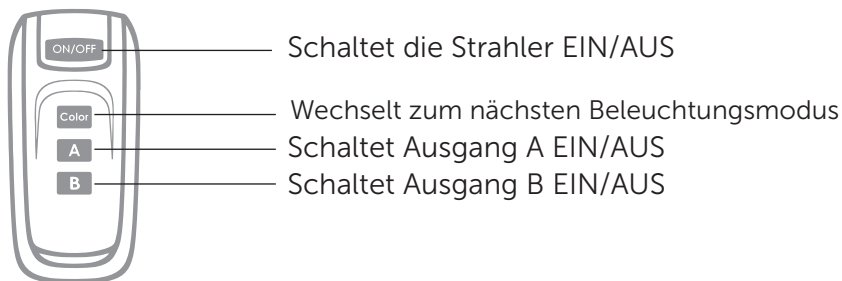 ON/OFF Schaltet die Strahler EIN/AUS
Color Wechselt zum nächsten Beleuchtungsmodus
A Schaltet Ausgang A EIN/AUS
B Schaltet Ausgang B EIN/AUS